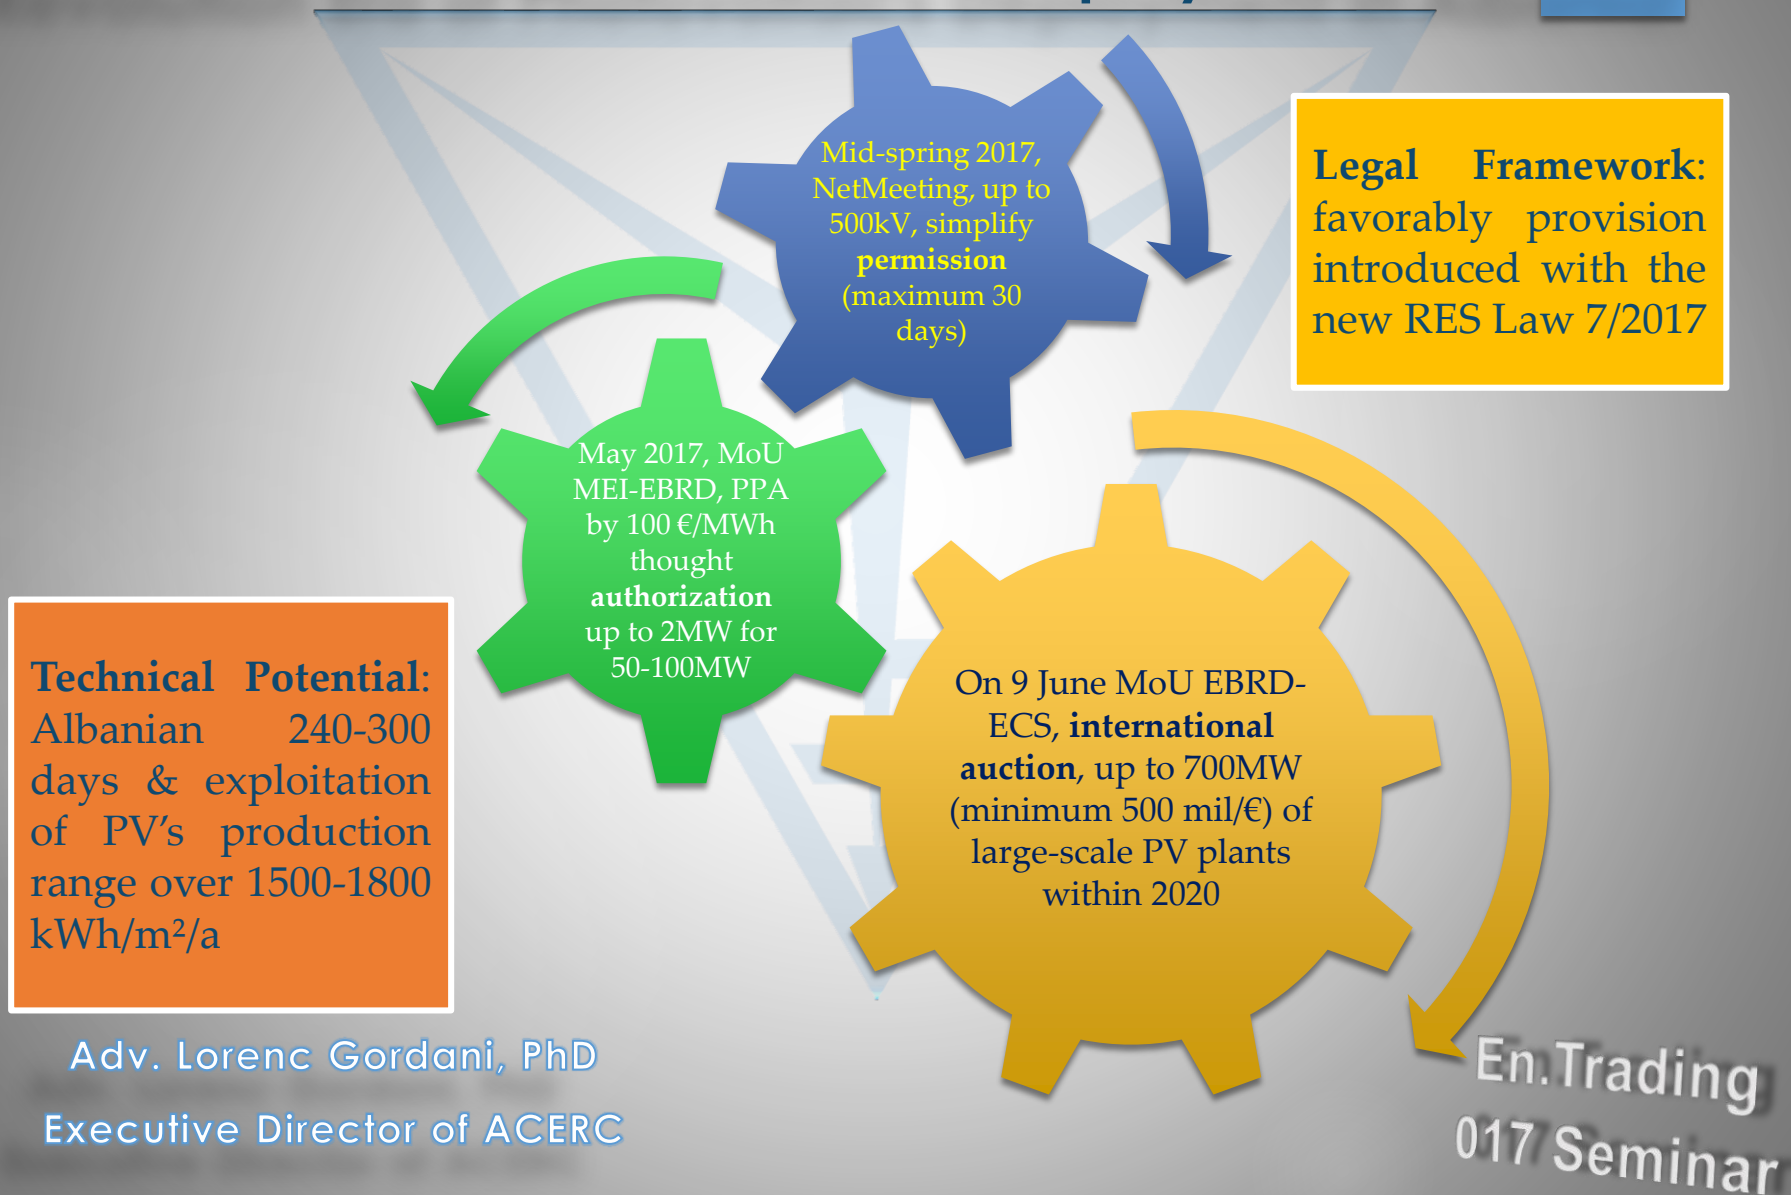 Mid-spring 2017,
NetMeeting, up to
500kV, simplify
permission
(maximum 30
days)
Legal Framework:
favorably provision
introduced with the
new RES Law 7/2017
May 2017, MoU
MEI-EBRD, PPA
by 100 €/MWh
thought
authorization
up to 2MW for
50-100MW
Technical Potential:
Albanian 240-300
days & exploitation
of PV's production
range over 1500-1800
kWh/m²/a
On 9 June MoU EBRD-
ECS, international
auction, up to 700MW
(minimum 500 mil/€) of
large-scale PV plants
within 2020
Adv. Lorenc Gordani, PhD
Executive Director of ACERC
En.Trading
017 Seminar